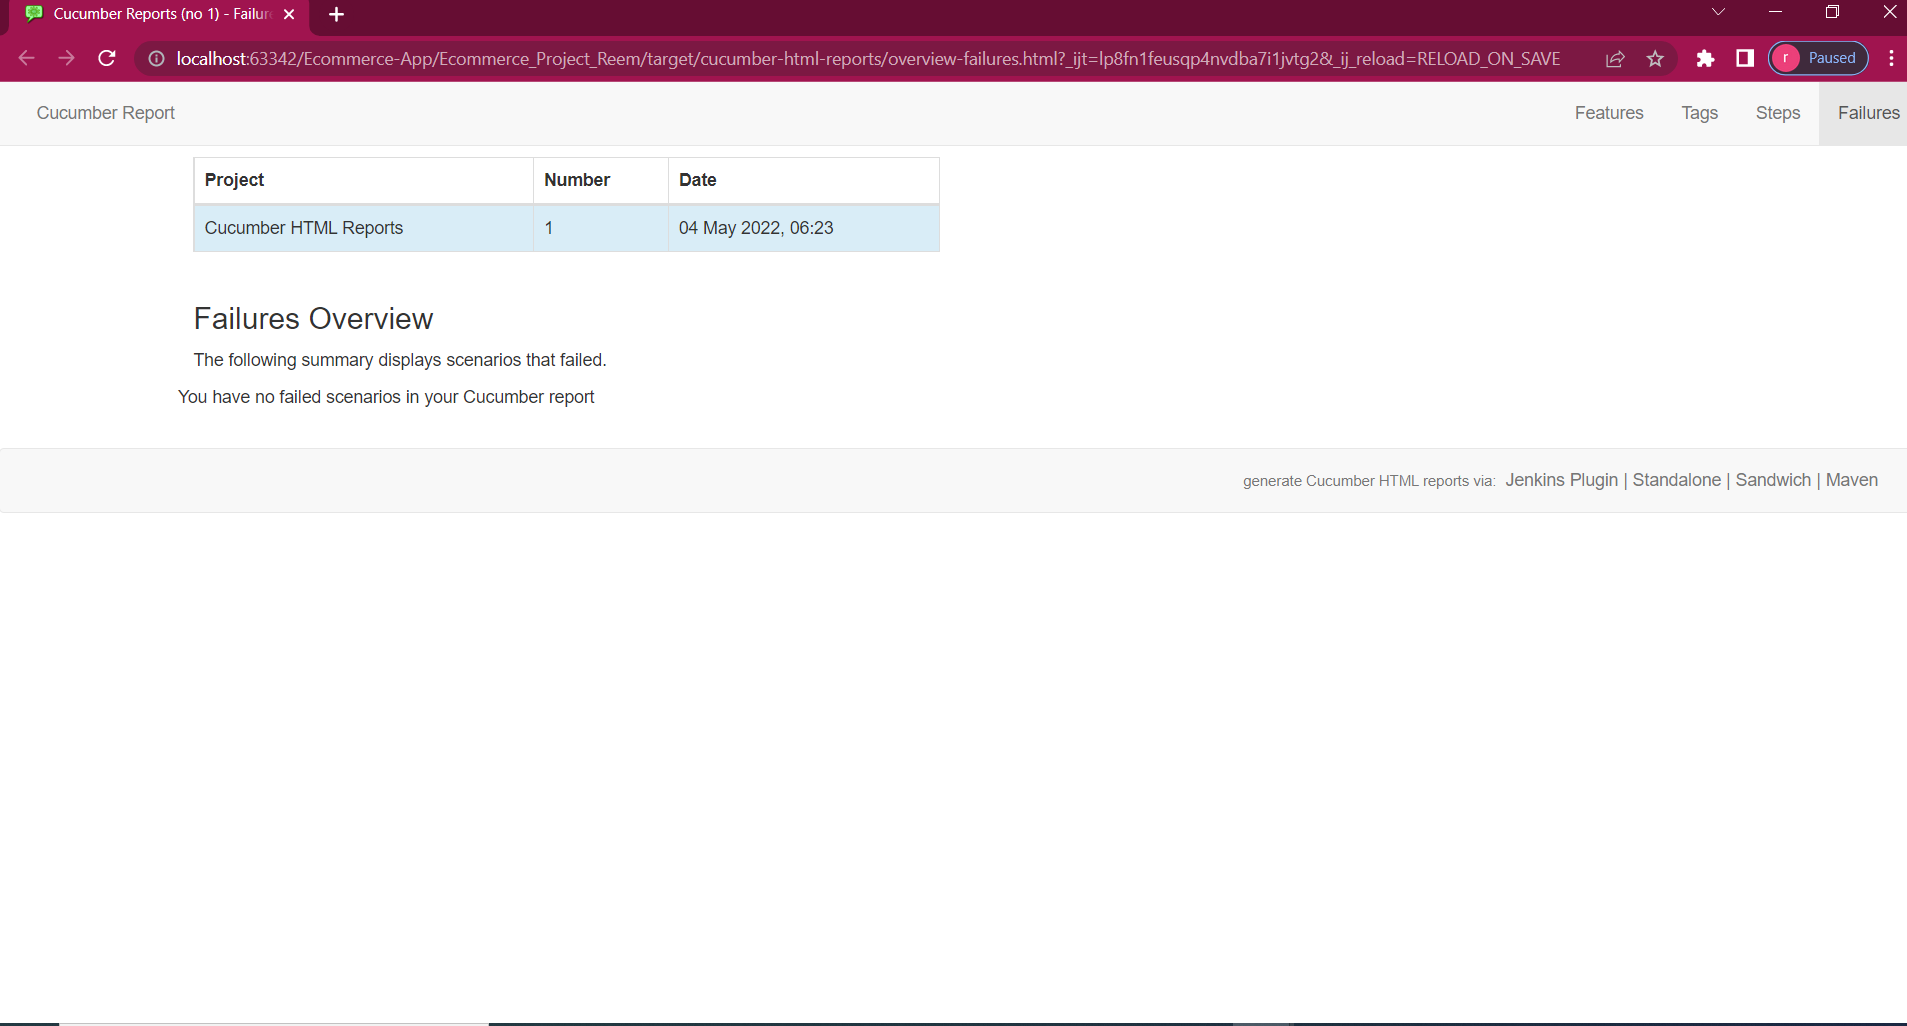 Cucumber Reports (no 1) - Failur
localhost:63342/Ecommerce-App/Ecommerce_Project_Reem/target/cucumber-html-reports/overview-failures.html?_ijt=lp8fn1feusqp4nvdba7i1jvtg2&_ij_reload=RELOAD_ON_SAVE
r Paused
Cucumber Report Features Tags Steps Failures
Project Number Date
Cucumber HTML Reports 1 04 May 2022, 06:23
Failures Overview
The following summary displays scenarios that failed.
You have no failed scenarios in your Cucumber report
generate Cucumber HTML reports via: Jenkins Plugin | Standalone | Sandwich | Maven